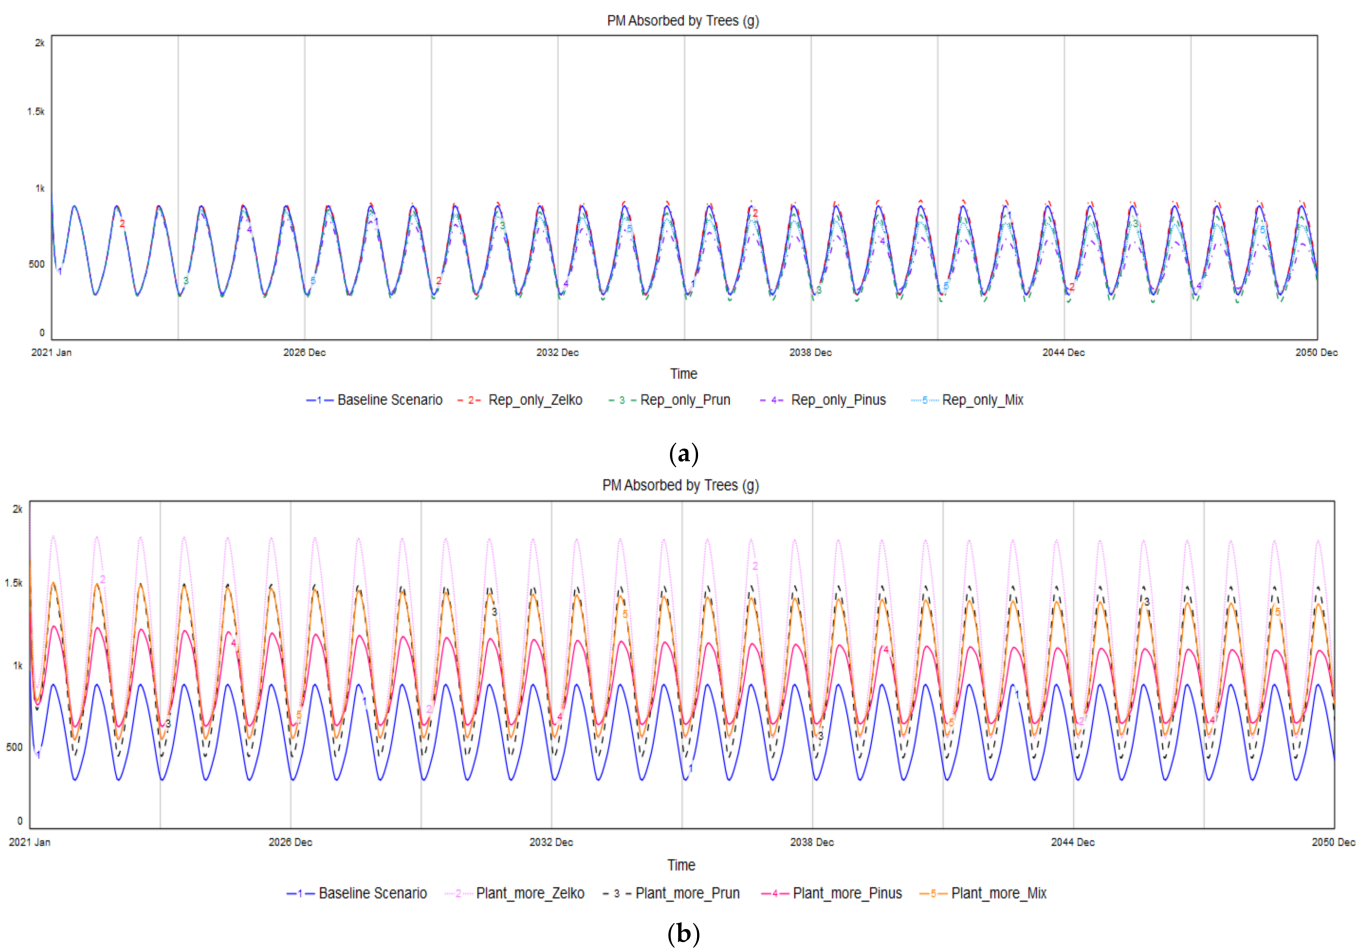 PM Absorbed by Trees (g)
2k
1.5k
1k
500
0
2021 Jan 2026 Dec 2032 Dec 2038 Dec 2044 Dec 2050 Dec
Time
1 Baseline Scenario 2 Rep_only_Zelko 3 Rep_only_Prun 4 Rep_only_Pinus 5 Rep_only_Mix
(a)
PM Absorbed by Trees (g)
2k
1.5k
1k
500
0
2021 Jan 2026 Dec 2032 Dec 2038 Dec 2044 Dec 2050 Dec
Time
1 Baseline Scenario 2 Plant_more_Zelko 3 Plant_more_Prun 4 Plant_more_Pinus 5 Plant_more_Mix
(b)